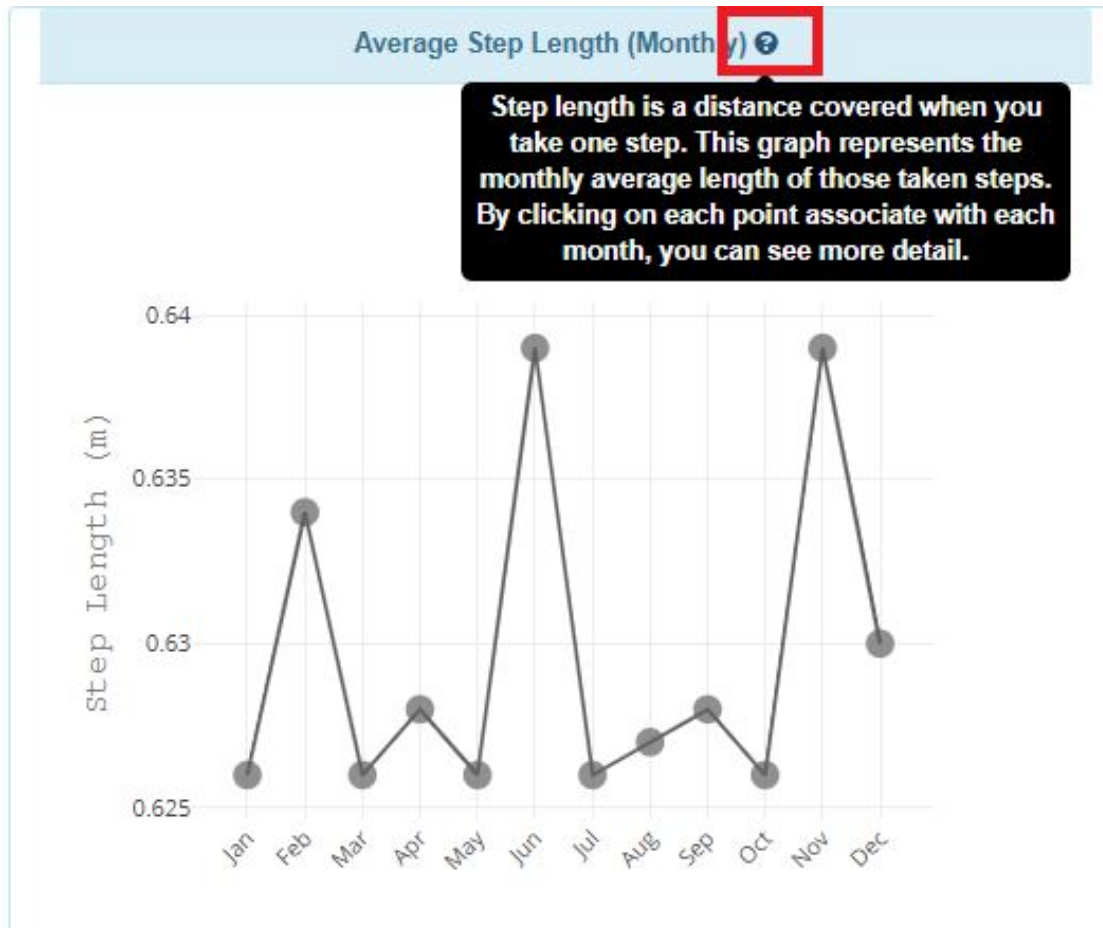 Average Step Length (Monthly)
Step length is a distance covered when you
take one step. This graph represents the
monthly average length of those taken steps.
By clicking on each point associate with each
month, you can see more detail.
0.64
0.635
0.63
0.625
Step Length (m)
Jan Feb Mar Apr May Jun Jul Aug Sep Oct Nov Dec